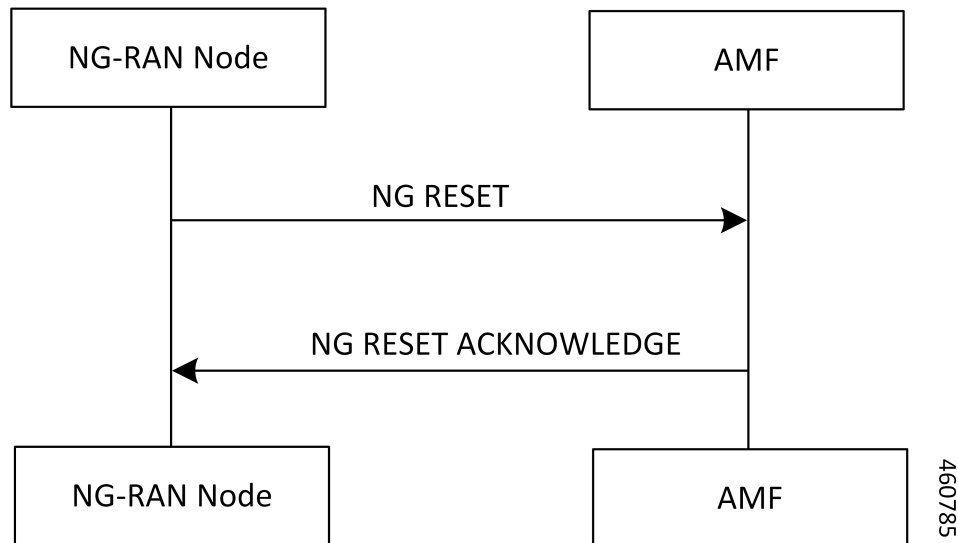 NG-RAN Node
AMF
NG RESET
NG RESET ACKNOWLEDGE
NG-RAN Node
AMF
460785